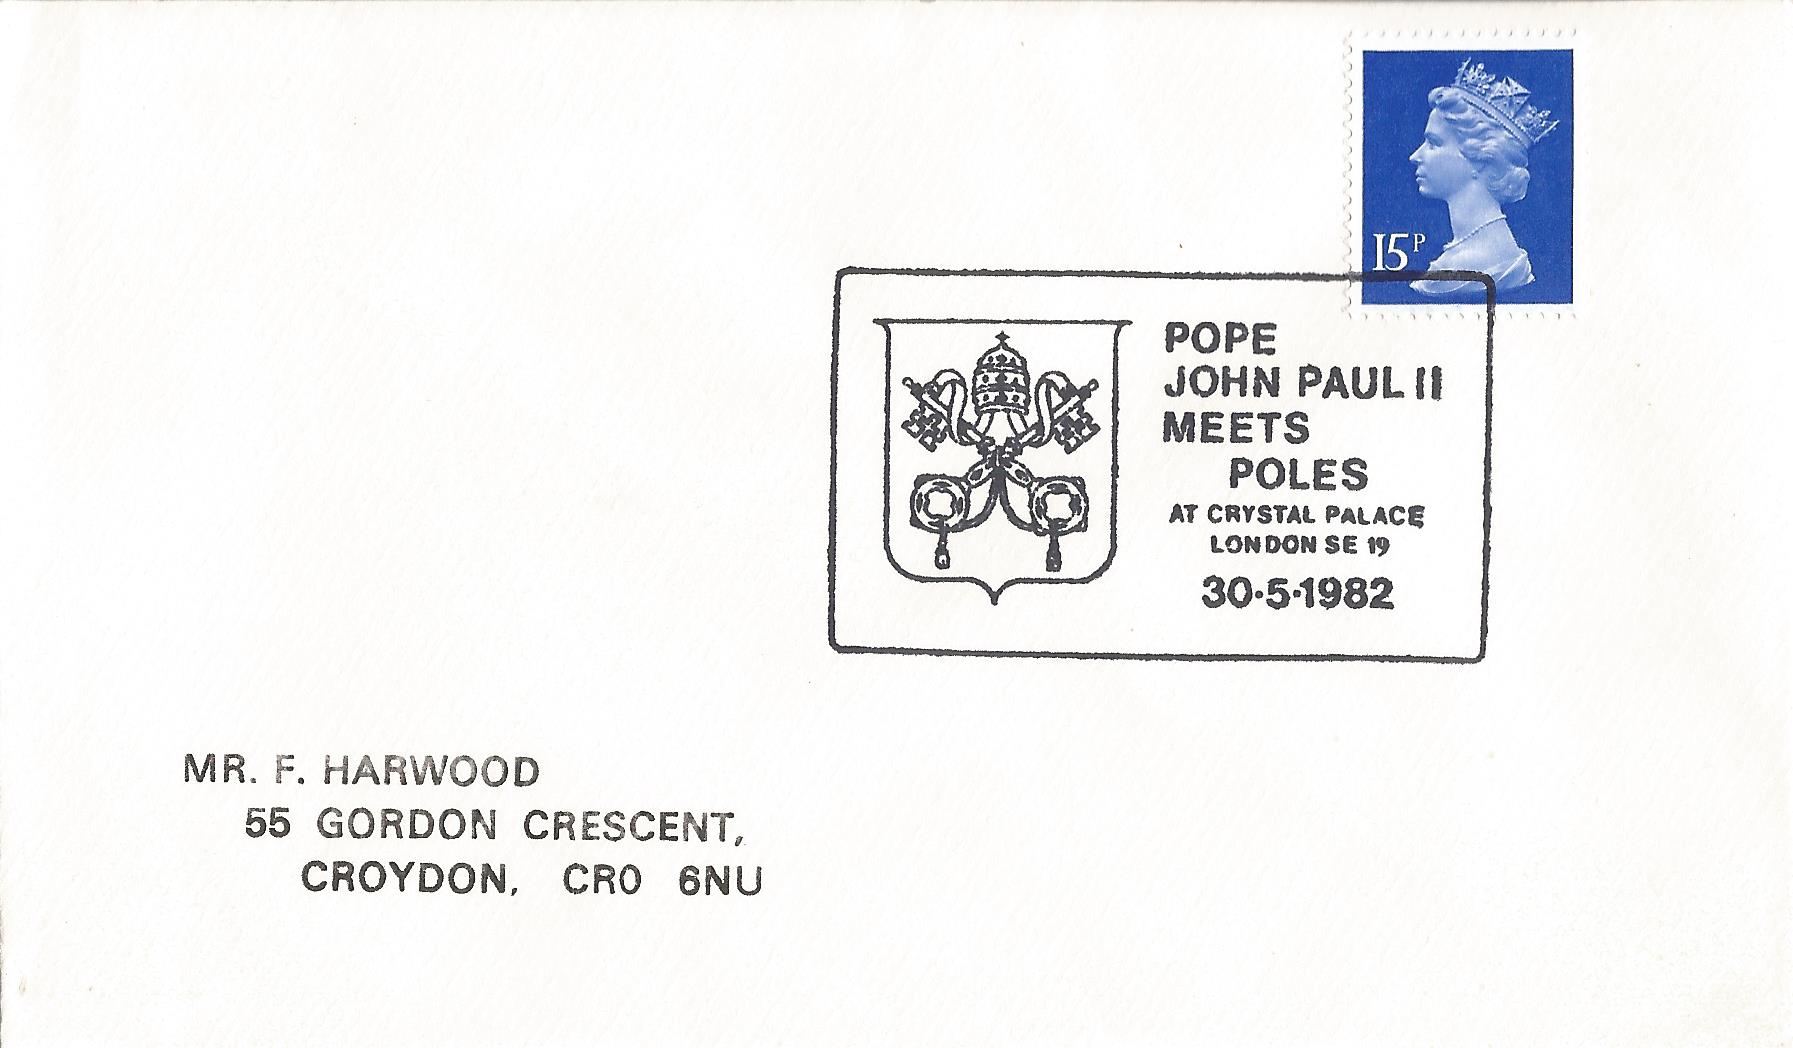 15P
POPE
JOHN PAUL II
MEETS
POLES
AT CRYSTAL PALACE
LONDON SE 19
30·5·1982
MR. F. HARWOOD
55 GORDON CRESCENT,
CROYDON, CR0 6NU